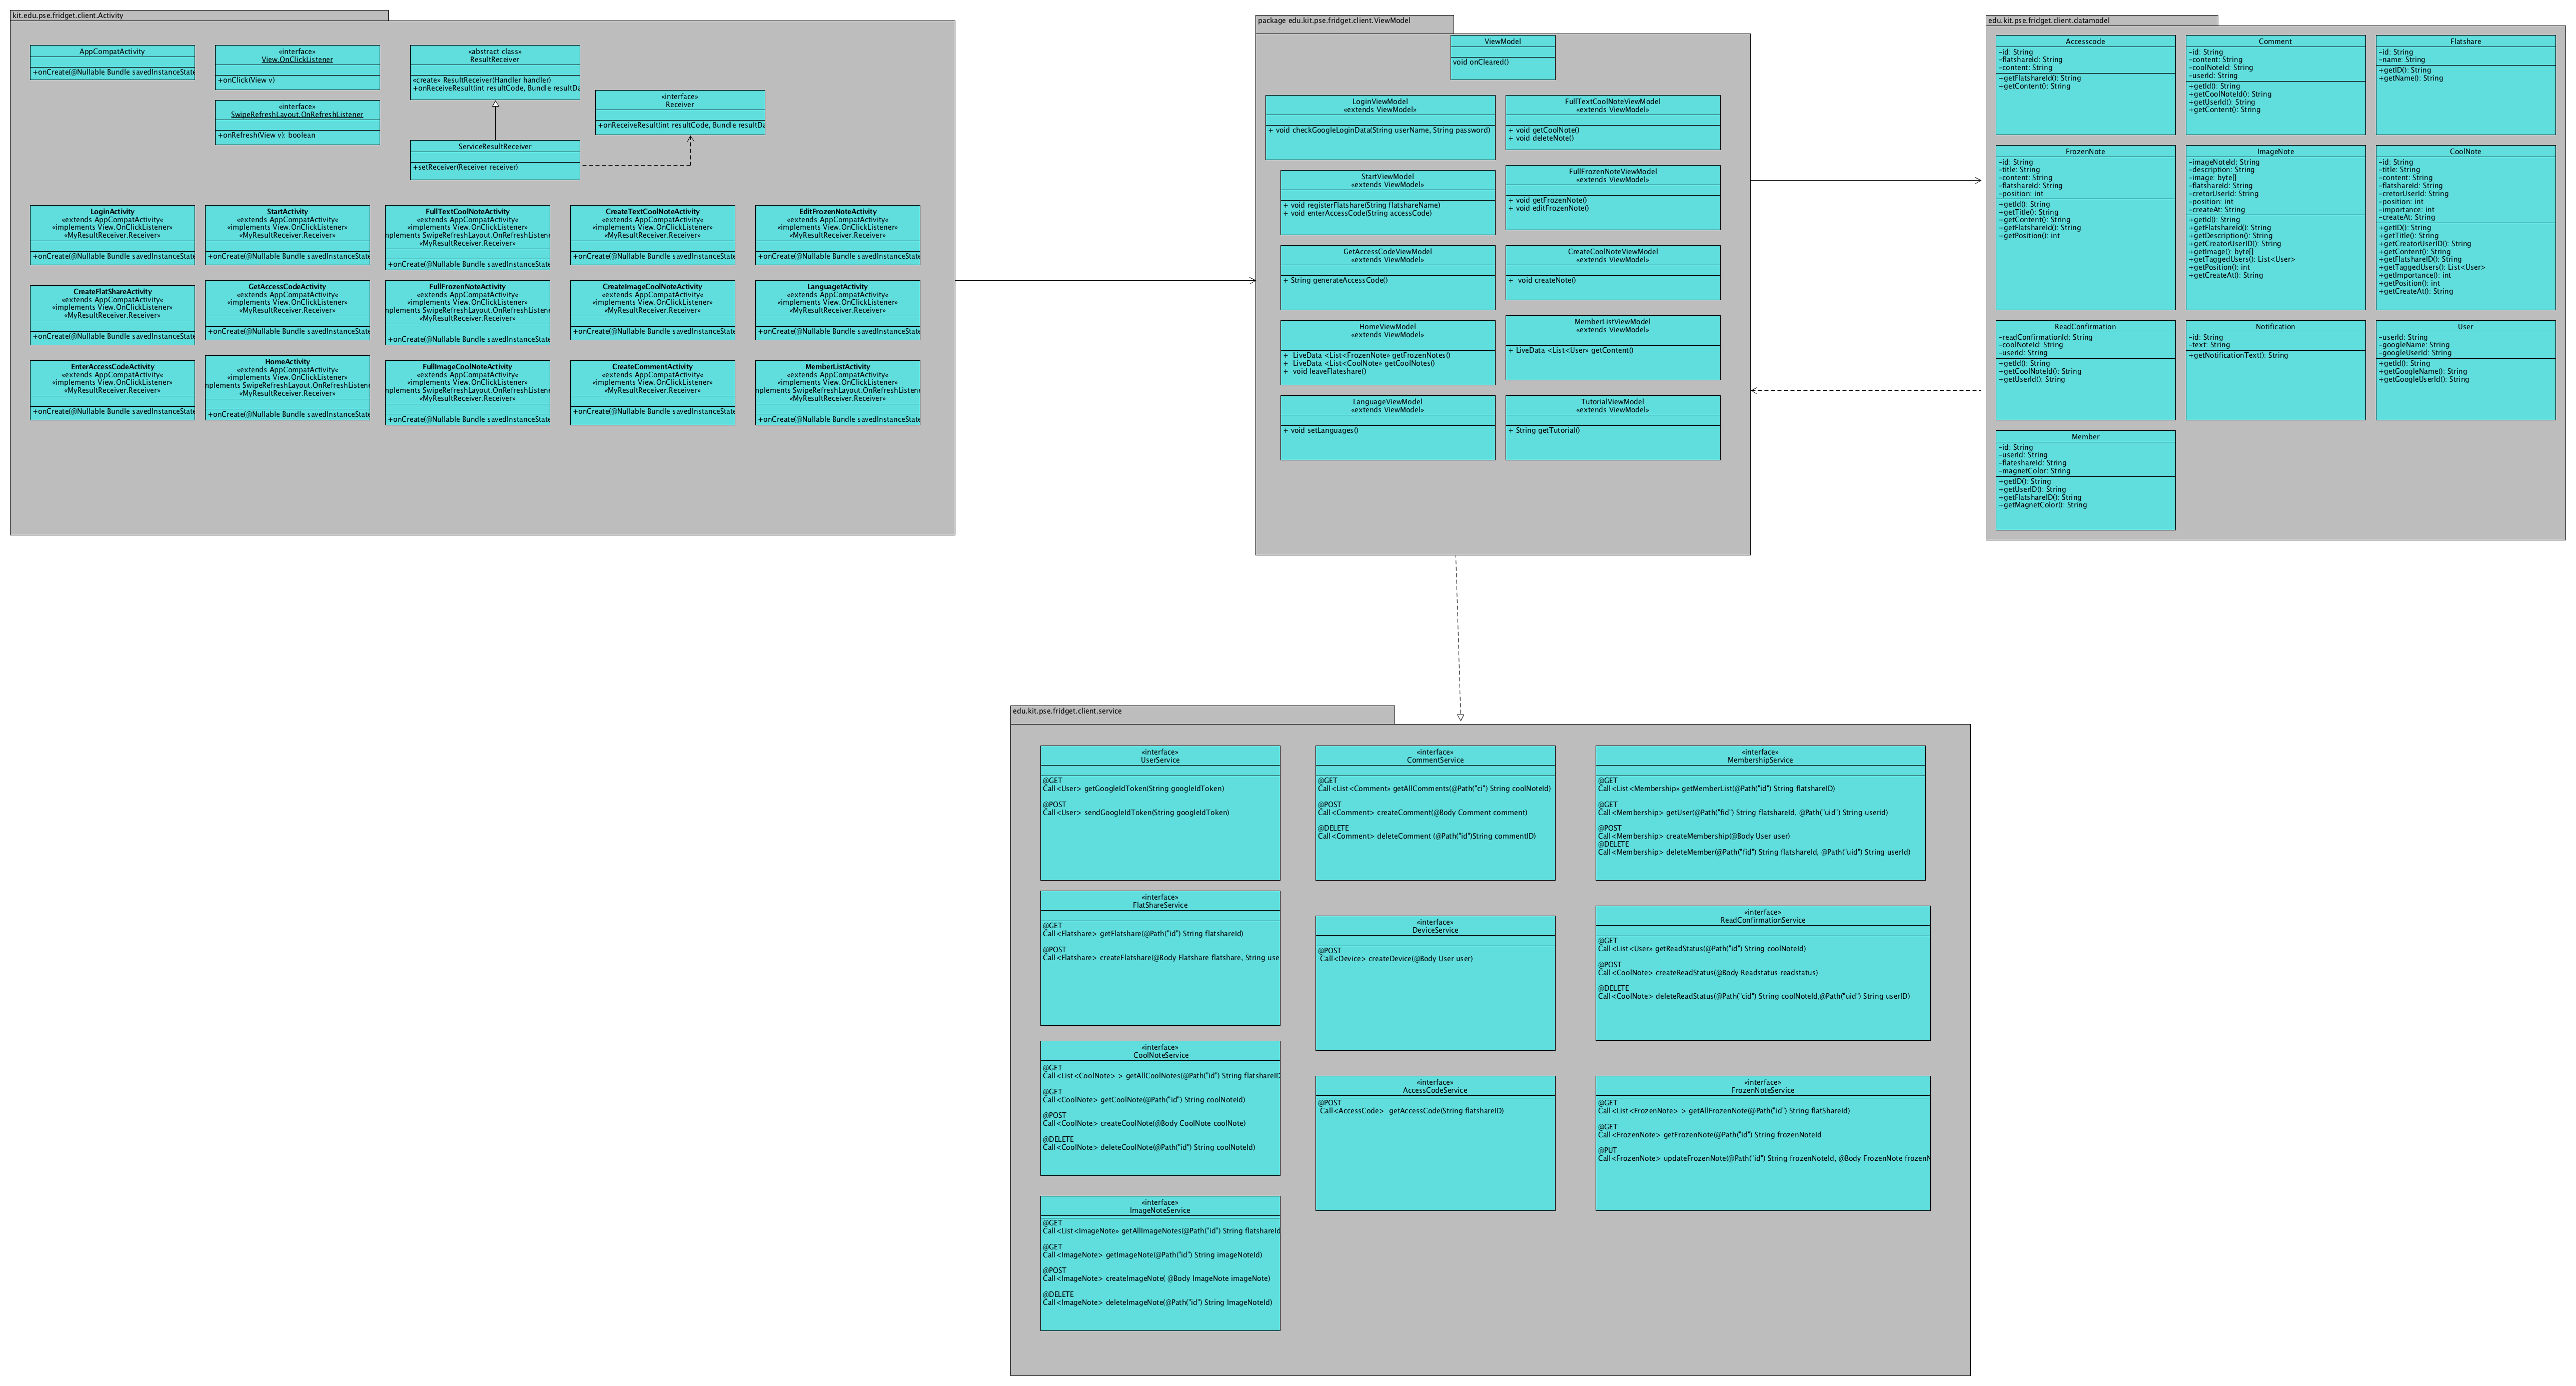 kit.edu.pse.fridget.client.Activity
AppCompatActivity
+onCreate(@Nullable Bundle savedInstanceState
«interface»
View.OnClickListener
+onClick(View v)
«interface»
SwipeRefreshLayout.OnRefreshListener
+onRefresh(View v): boolean
«abstract class»
ResultReceiver
«create» ResultReceiver(Handler handler)
+onReceiveResult(int resultCode, Bundle resultDa
«interface»
Receiver
+onReceiveResult(int resultCode, Bundle resultDa
ServiceResultReceiver
+setReceiver(Receiver receiver)
LoginActivity
«extends AppCompatActivity«
«implements View.OnClickListener»
«MyResultReceiver.Receiver»
+onCreate(@Nullable Bundle savedInstanceState
StartActivity
«extends AppCompatActivity«
«implements View.OnClickListener»
«MyResultReceiver.Receiver»
+onCreate(@Nullable Bundle savedInstanceState
FullTextCoolNoteActivity
«extends AppCompatActivity«
«implements View.OnClickListener»
nplements SwipeRefreshLayout.OnRefreshListene
«MyResultReceiver.Receiver»
+onCreate(@Nullable Bundle savedInstanceState
CreateTextCoolNoteActivity
«extends AppCompatActivity«
«implements View.OnClickListener»
«MyResultReceiver.Receiver»
+onCreate(@Nullable Bundle savedInstanceState
EditFrozenNoteActivity
«extends AppCompatActivity«
«implements View.OnClickListener»
«MyResultReceiver.Receiver»
+onCreate(@Nullable Bundle savedInstanceState
CreateFlatShareActivity
«extends AppCompatActivity«
«implements View.OnClickListener»
«MyResultReceiver.Receiver»
+onCreate(@Nullable Bundle savedInstanceState
GetAccessCodeActivity
«extends AppCompatActivity«
«implements View.OnClickListener»
«MyResultReceiver.Receiver»
+onCreate(@Nullable Bundle savedInstanceState
FullFrozenNoteActivity
«extends AppCompatActivity«
«implements View.OnClickListener»
nplements SwipeRefreshLayout.OnRefreshListene
«MyResultReceiver.Receiver»
+onCreate(@Nullable Bundle savedInstanceState
CreateImageCoolNoteActivity
«extends AppCompatActivity«
«implements View.OnClickListener»
«MyResultReceiver.Receiver»
+onCreate(@Nullable Bundle savedInstanceState
LanguagetActivity
«extends AppCompatActivity«
«implements View.OnClickListener»
«MyResultReceiver.Receiver»
+onCreate(@Nullable Bundle savedInstanceState
EnterAccessCodeActivity
«extends AppCompatActivity«
«implements View.OnClickListener»
«MyResultReceiver.Receiver»
+onCreate(@Nullable Bundle savedInstanceState
HomeActivity
«extends AppCompatActivity«
«implements View.OnClickListener»
nplements SwipeRefreshLayout.OnRefreshListene
«MyResultReceiver.Receiver»
+onCreate(@Nullable Bundle savedInstanceState
FullImageCoolNoteActivity
«extends AppCompatActivity«
«implements View.OnClickListener»
nplements SwipeRefreshLayout.OnRefreshListene
«MyResultReceiver.Receiver»
+onCreate(@Nullable Bundle savedInstanceState
CreateCommentActivity
«extends AppCompatActivity«
«implements View.OnClickListener»
«MyResultReceiver.Receiver»
+onCreate(@Nullable Bundle savedInstanceState
MemberListActivity
«extends AppCompatActivity«
«implements View.OnClickListener»
nplements SwipeRefreshLayout.OnRefreshListene
«MyResultReceiver.Receiver»
+onCreate(@Nullable Bundle savedInstanceState
package edu.kit.pse.fridget.client.ViewModel
ViewModel
void onCleared()
LoginViewModel
«extends ViewModel»
+ void checkGoogleLoginData(String userName, String password)
FullTextCoolNoteViewModel
«extends ViewModel»
+ void getCoolNote()
+ void deleteNote()
StartViewModel
«extends ViewModel»
+ void registerFlatshare(String flatshareName)
+ void enterAccessCode(String accessCode)
FullFrozenNoteViewModel
«extends ViewModel»
+ void getFrozenNote()
+ void editFrozenNote()
GetAccessCodeViewModel
«extends ViewModel»
+ String generateAccessCode()
CreateCoolNoteViewModel
«extends ViewModel»
+  void createNote()
HomeViewModel
«extends ViewModel»
+  LiveData <List<FrozenNote» getFrozenNotes()
+  LiveData <List<CoolNote» getCoolNotes()
+  void leaveFlateshare()
MemberListViewModel
«extends ViewModel»
+ LiveData <List<User» getContent()
LanguageViewModel
«extends ViewModel»
+ void setLanguages()
TutorialViewModel
«extends ViewModel»
+ String getTutorial()
edu.kit.pse.fridget.client.datamodel
Accesscode
-id: String
-flatshareId: String
-content: String
+getFlatshareId(): String
+getContent(): String
Comment
-id: String
-content: String
-coolNoteId: String
-userId: String
+getId(): String
+getCoolNoteId(): String
+getUserId(): String
+getContent(): String
Flatshare
-id: String
-name: String
+getID(): String
+getName(): String
FrozenNote
-id: String
-title: String
-content: String
-flatshareId: String
-position: int
+getId(): String
+getTitle(): String
+getContent(): String
+getFlatshareId(): String
+getPosition(): int
ImageNote
-imageNoteId: String
-description: String
-image: byte[]
-flatshareId: String
-cretorUserId: String
-position: int
-createAt: String
+getId(): String
+getFlatshareId(): String
+getDescription(): String
+getCreatorUserID(): String
+getImage(): byte[]
+getTaggedUsers(): List<User>
+getPosition(): int
+getCreateAt(): String
CoolNote
-id: String
-title: String
-content: String
-flatshareId: String
-cretorUserId: String
-position: int
-importance: int
-createAt: String
+getID(): String
+getTitle(): String
+getCreatorUserID(): String
+getContent(): String
+getFlatshareID(): String
+getTaggedUsers(): List<User>
+getImportance(): int
+getPosition(): int
+getCreateAt(): String
ReadConfirmation
-readConfirmationId: String
-coolNoteId: String
-userId: String
+getId(): String
+getCoolNoteId(): String
+getUserId(): String
Notification
-id: String
-text: String
+getNotificationText(): String
User
-userId: String
-googleName: String
-googleUserId: String
+getId(): String
+getGoogleName(): String
+getGoogleUserId(): String
Member
-id: String
-userId: String
-flateshareId: String
-magnetColor: String
+getID(): String
+getUserID(): String
+getFlatshareID(): String
+getMagnetColor(): String
edu.kit.pse.fridget.client.service
«interface»
UserService
@GET
Call<User> getGoogleIdToken(String googleIdToken)
@POST
Call<User> sendGoogleIdToken(String googleIdToken)
«interface»
CommentService
@GET
Call<List<Comment» getAllComments(@Path("ci") String coolNoteId)
@POST
Call<Comment> createComment(@Body Comment comment)
@DELETE
Call<Comment> deleteComment (@Path("id")String commentID)
«interface»
MembershipService
@GET
Call<List<Membership» getMemberList(@Path("id") String flatshareID)
@GET
Call<Membership> getUser(@Path("fid") String flatshareId, @Path("uid") String userid)
@POST
Call<Membership> createMembership(@Body User user)
@DELETE
Call<Membership> deleteMember(@Path("fid") String flatshareId, @Path("uid") String userId)
«interface»
FlatShareService
@GET
Call<Flatshare> getFlatshare(@Path("id") String flatshareId)
@POST
Call<Flatshare> createFlatshare(@Body Flatshare flatshare, String use
«interface»
DeviceService
@POST
Call<Device> createDevice(@Body User user)
«interface»
ReadConfirmationService
@GET
Call<List<User» getReadStatus(@Path("id") String coolNoteId)
@POST
Call<CoolNote> createReadStatus(@Body Readstatus readstatus)
@DELETE
Call<CoolNote> deleteReadStatus(@Path("cid") String coolNoteId,@Path("uid") String userID)
«interface»
CoolNoteService
@GET
Call<List<CoolNote> > getAllCoolNotes(@Path("id") String flatshareID
@GET
Call<CoolNote> getCoolNote(@Path("id") String coolNoteId)
@POST
Call<CoolNote> createCoolNote(@Body CoolNote coolNote)
@DELETE
Call<CoolNote> deleteCoolNote(@Path("id") String coolNoteId)
«interface»
AccessCodeService
@POST
Call<AccessCode>  getAccessCode(String flatshareID)
«interface»
FrozenNoteService
@GET
Call<List<FrozenNote> > getAllFrozenNote(@Path("id") String flatShareId)
@GET
Call<FrozenNote> getFrozenNote(@Path("id") String frozenNoteId
@PUT
Call<FrozenNote> updateFrozenNote(@Path("id") String frozenNoteId, @Body FrozenNote frozenN
«interface»
ImageNoteService
@GET
Call<List<ImageNote» getAllImageNotes(@Path("id") String flatshareId
@GET
Call<ImageNote> getImageNote(@Path("id") String imageNoteId)
@POST
Call<ImageNote> createImageNote( @Body ImageNote imageNote)
@DELETE
Call<ImageNote> deleteImageNote(@Path("id") String ImageNoteId)